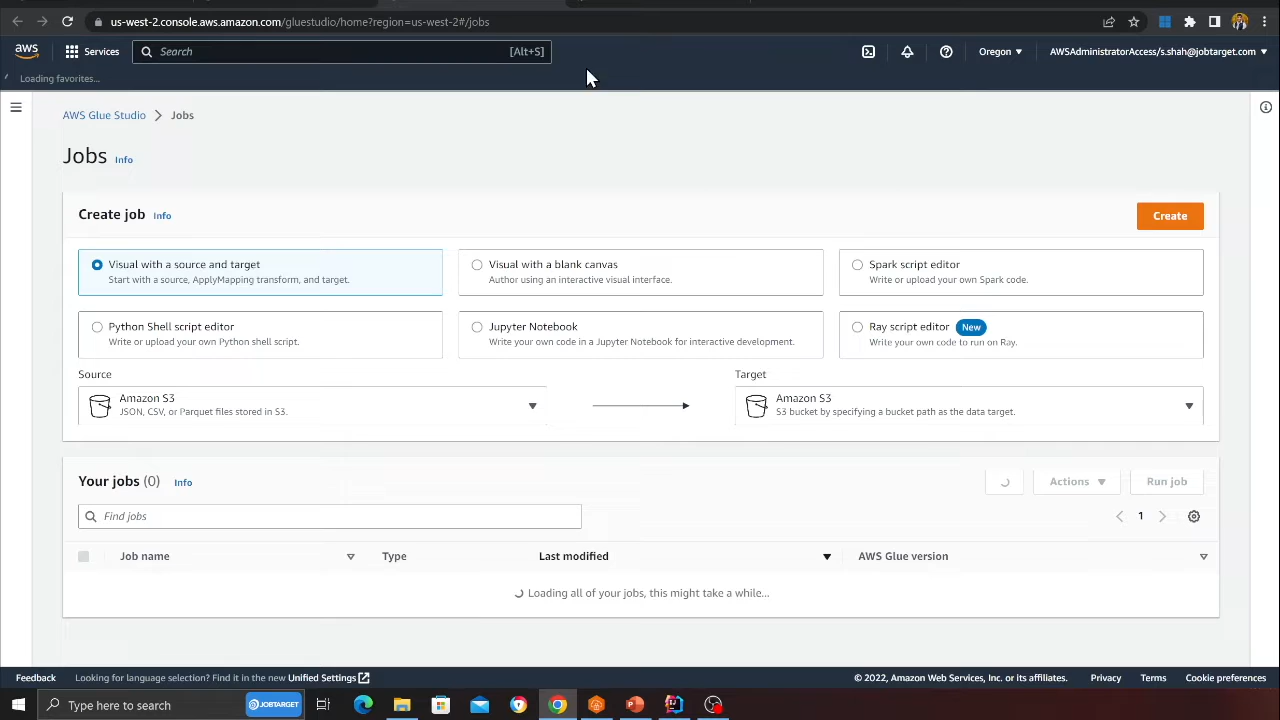 us-west-2.console.aws.amazon.com/gluestudio/home?region=us-west-2#/jobs
aws
Services
Search
[Alt+S]
Oregon
AWSAdministratorAccess/s.shah@jobtarget.com
Loading favorites...
AWS Glue Studio
Jobs
Jobs Info
Create job Info
Create
Visual with a source and target
Start with a source, ApplyMapping transform, and target.
Visual with a blank canvas
Author using an interactive visual interface.
Spark script editor
Write or upload your own Spark code.
Python Shell script editor
Write or upload your own Python shell script.
Jupyter Notebook
Write your own code in a Jupyter Notebook for interactive development.
Ray script editor New
Write your own code to run on Ray.
Source
Amazon S3
JSON, CSV, or Parquet files stored in S3.
Target
Amazon S3
S3 bucket by specifying a bucket path as the data target.
Your jobs (0) Info
Actions
Run job
Find jobs
1
Job name
Type
Last modified
AWS Glue version
Loading all of your jobs, this might take a while...
Feedback
Looking for language selection? Find it in the new Unified Settings
© 2022, Amazon Web Services, Inc. or its affiliates.
Privacy
Terms
Cookie preferences
Type here to search
JOBTARGET